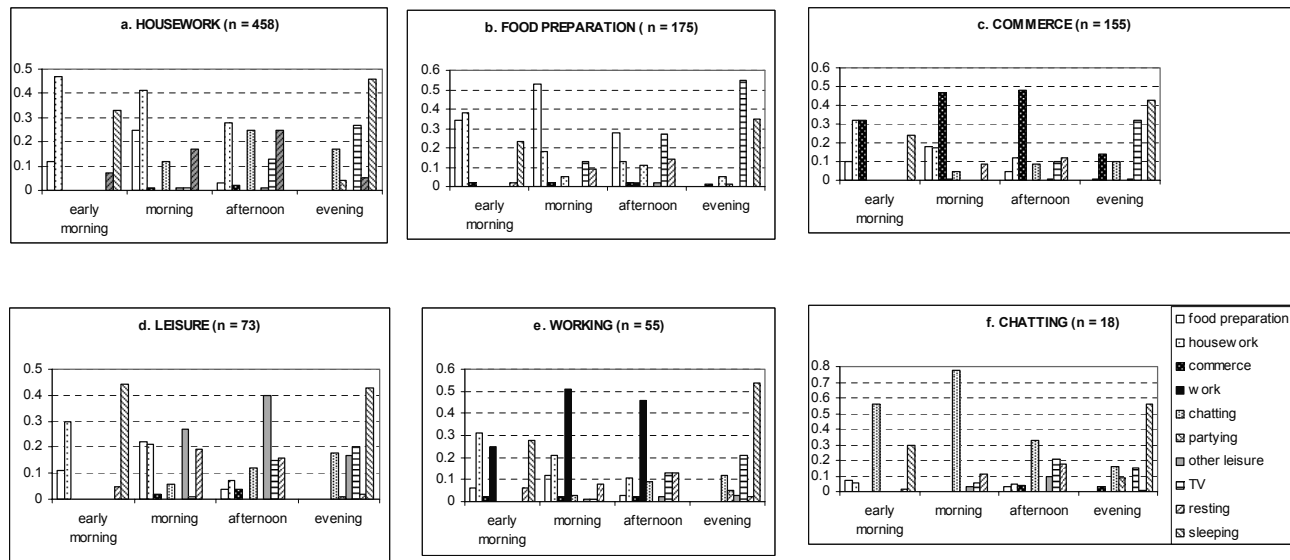 a. HOUSEWORK (n = 458)
0.5
0.4
0.3
0.2
0.1
0
early
morning
morning
afternoon
evening
b. FOOD PREPARATION ( n = 175)
0.6
0.5
0.4
0.3
0.2
0.1
0
early
morning
morning
afternoon
evening
c. COMMERCE (n = 155)
0.6
0.5
0.4
0.3
0.2
0.1
0
early
morning
morning
afternoon
evening
d. LEISURE (n = 73)
0.5
0.4
0.3
0.2
0.1
0
early
morning
morning
afternoon
evening
e. WORKING (n = 55)
0.6
0.5
0.4
0.3
0.2
0.1
0
early
morning
morning
afternoon
evening
f. CHATTING (n = 18)
0.8
0.7
0.6
0.5
0.4
0.3
0.2
0.1
0
early
morning
morning
afternoon
evening
food preparation
housework
commerce
work
chatting
partying
other leisure
TV
resting
sleeping